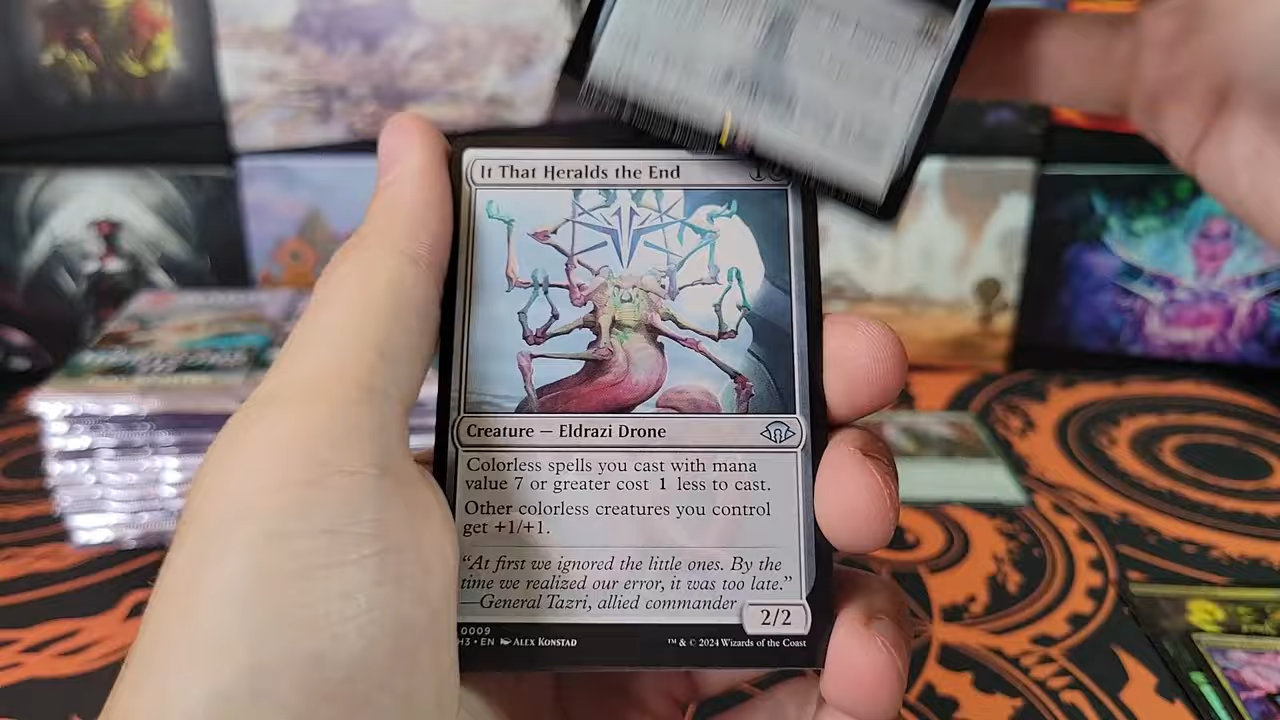 It That Heralds the End
1
Creature — Eldrazi Drone
Colorless spells you cast with mana
value 7 or greater cost 1 less to cast.
Other colorless creatures you control
get +1/+1.
“At first we ignored the little ones. By the
time we realized our error, it was too late.”
—General Tazri, allied commander
2/2
0009
H3 • EN ALEX KONSTAD
™ & © 2024 Wizards of the Coast